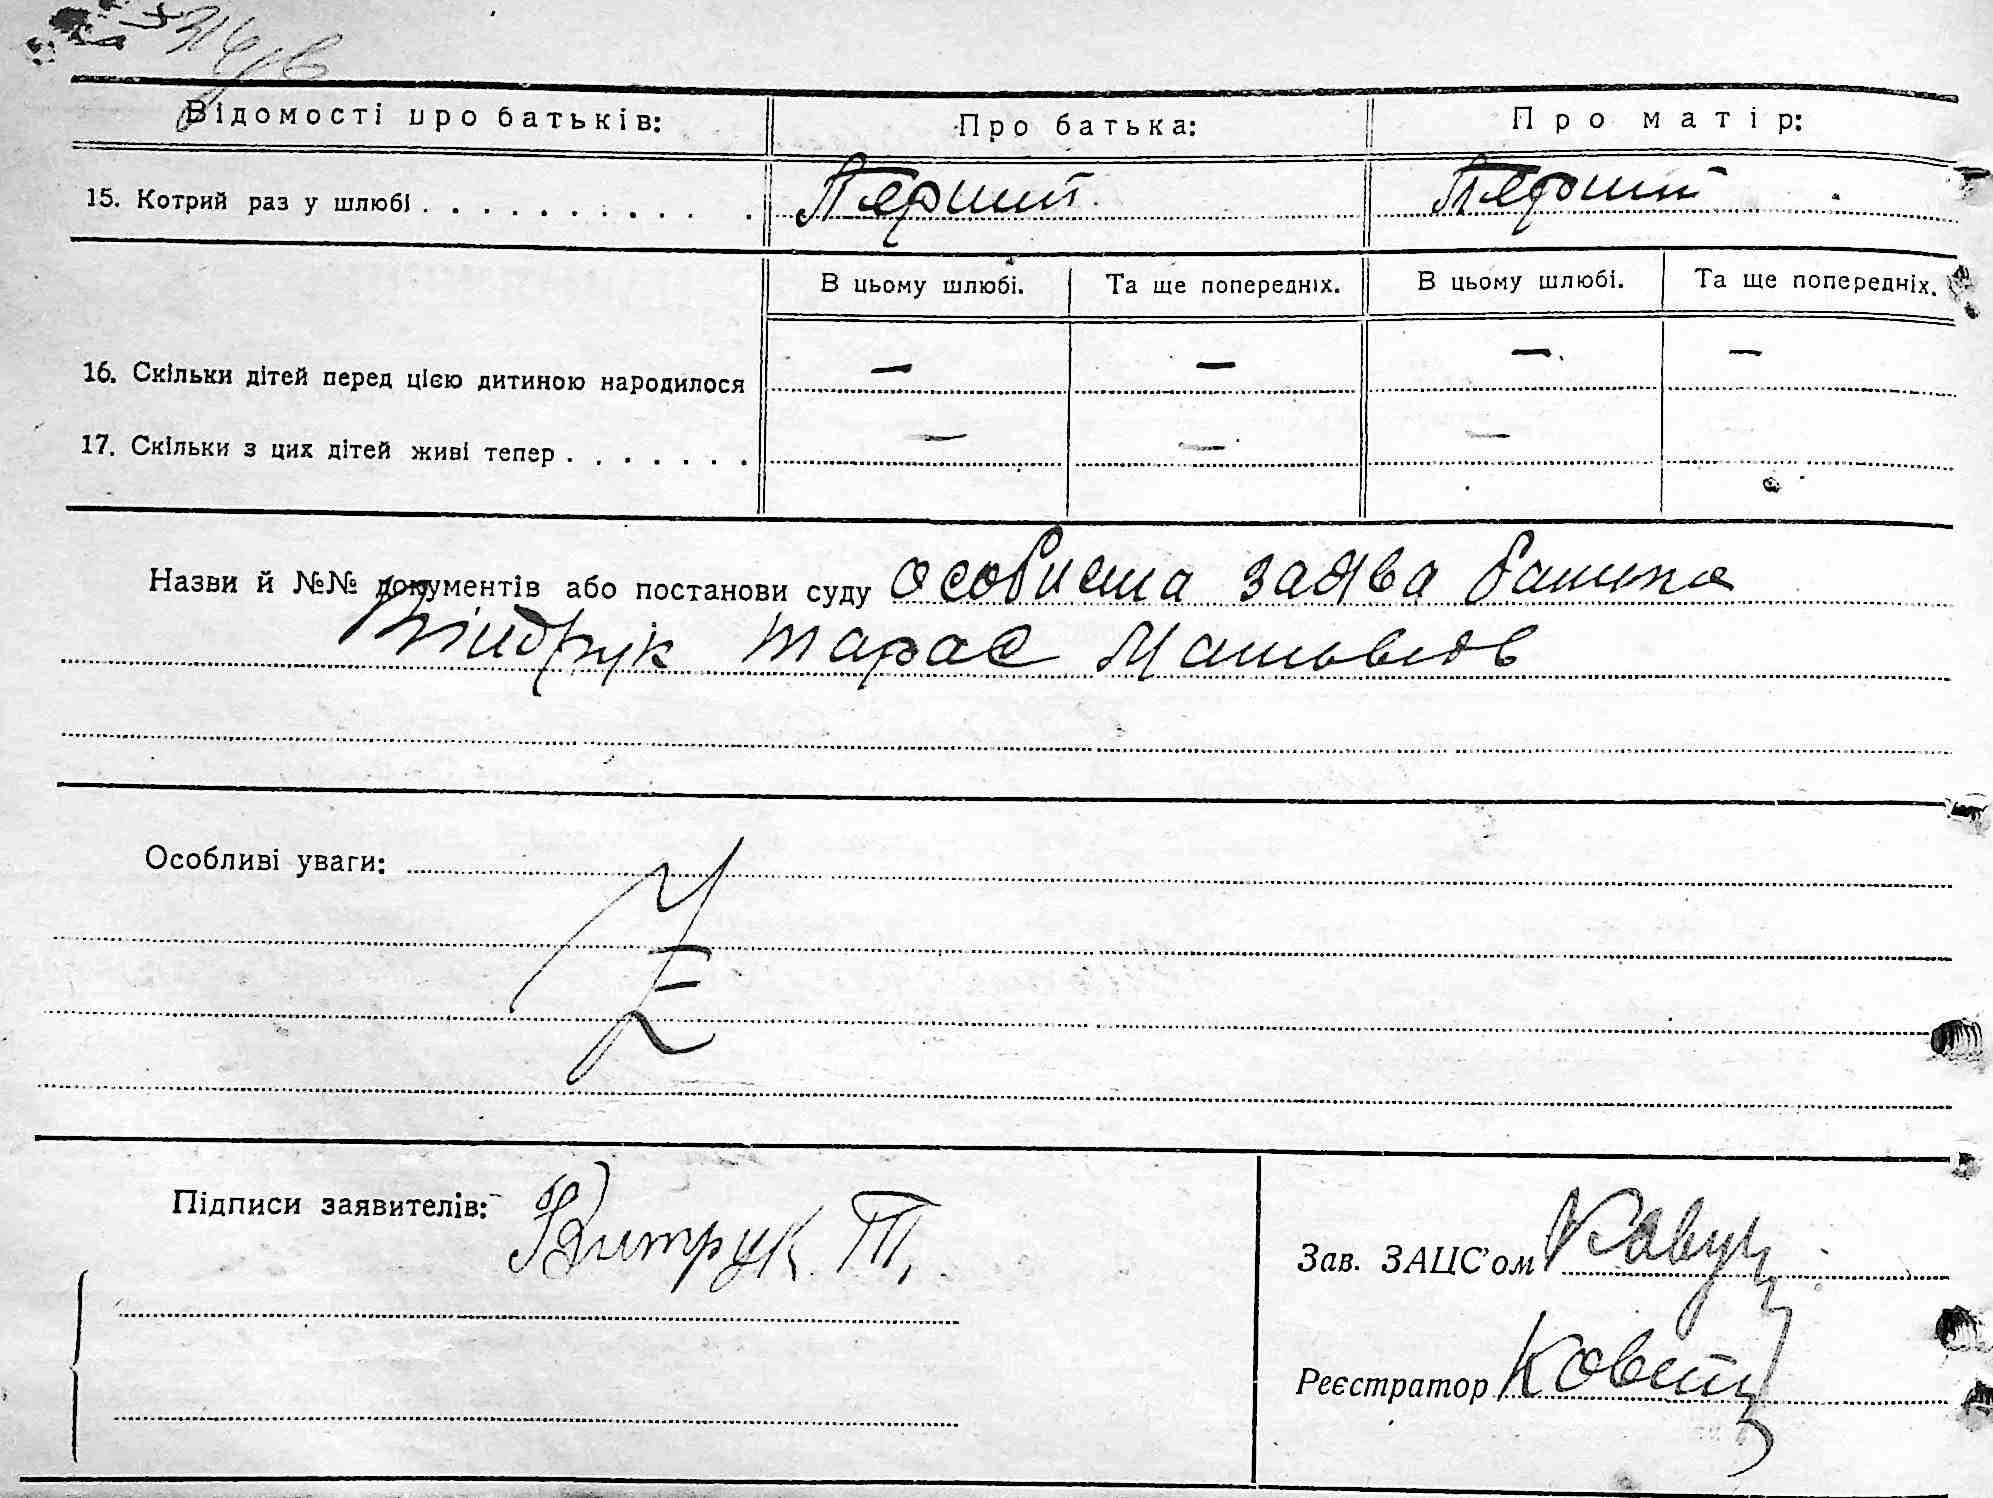 Відомості про батьків: Про батька: Про матір:
15. Котрий раз у шлюбі . . . . . . . . . . . . Перший Перший
В цьому шлюбі. Та ще попередніх. В цьому шлюбі. Та ще попередніх.
16. Скільки дітей перед цією дитиною народилося — — — —
17. Скільки з цих дітей живі тепер . . . . . . . — — —
Назви й №№ документів або постанови суду особиста заява батька
Тарас
Особливі уваги:
Z
Підписи заявителів: Витрук Т.
Зав. ЗАЦС'ом
Реєстратор